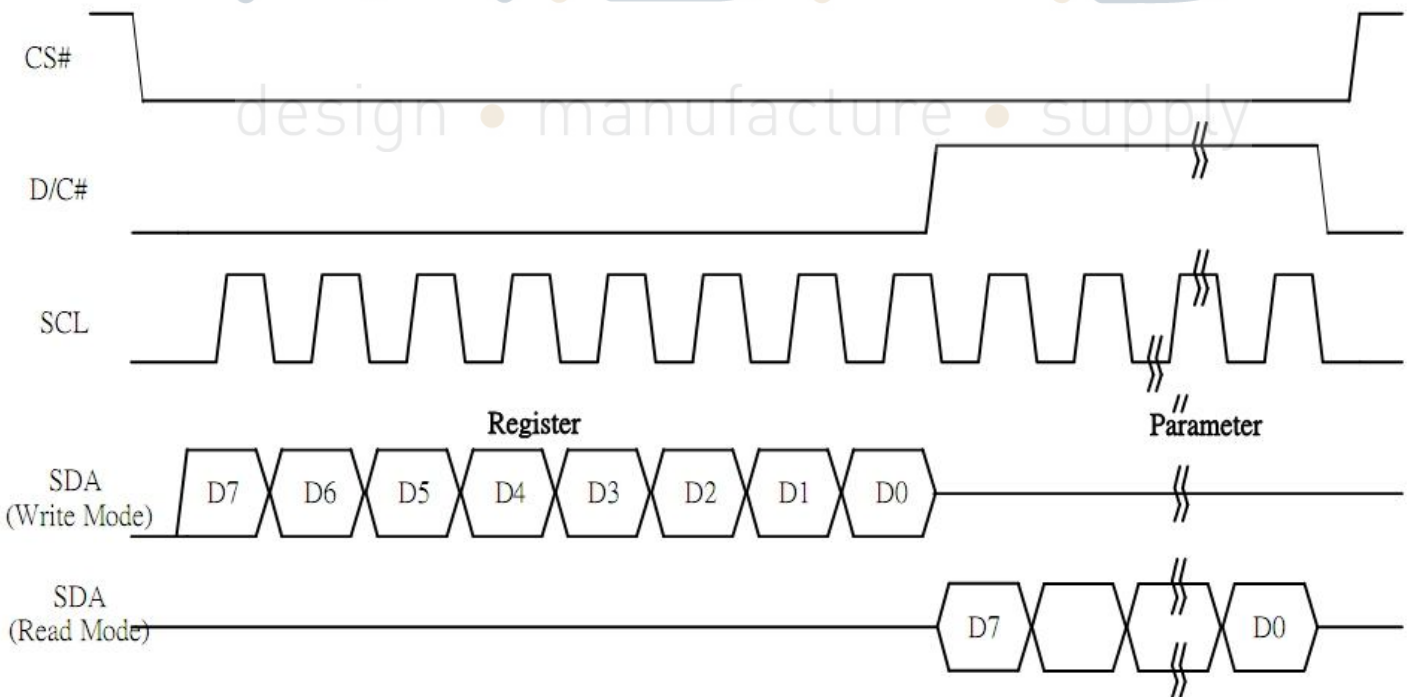 CS#
design • manufacture • supply
D/C#
SCL
Register
Parameter
SDA
(Write Mode)
D7 D6 D5 D4 D3 D2 D1 D0
SDA
(Read Mode)
D7 D0